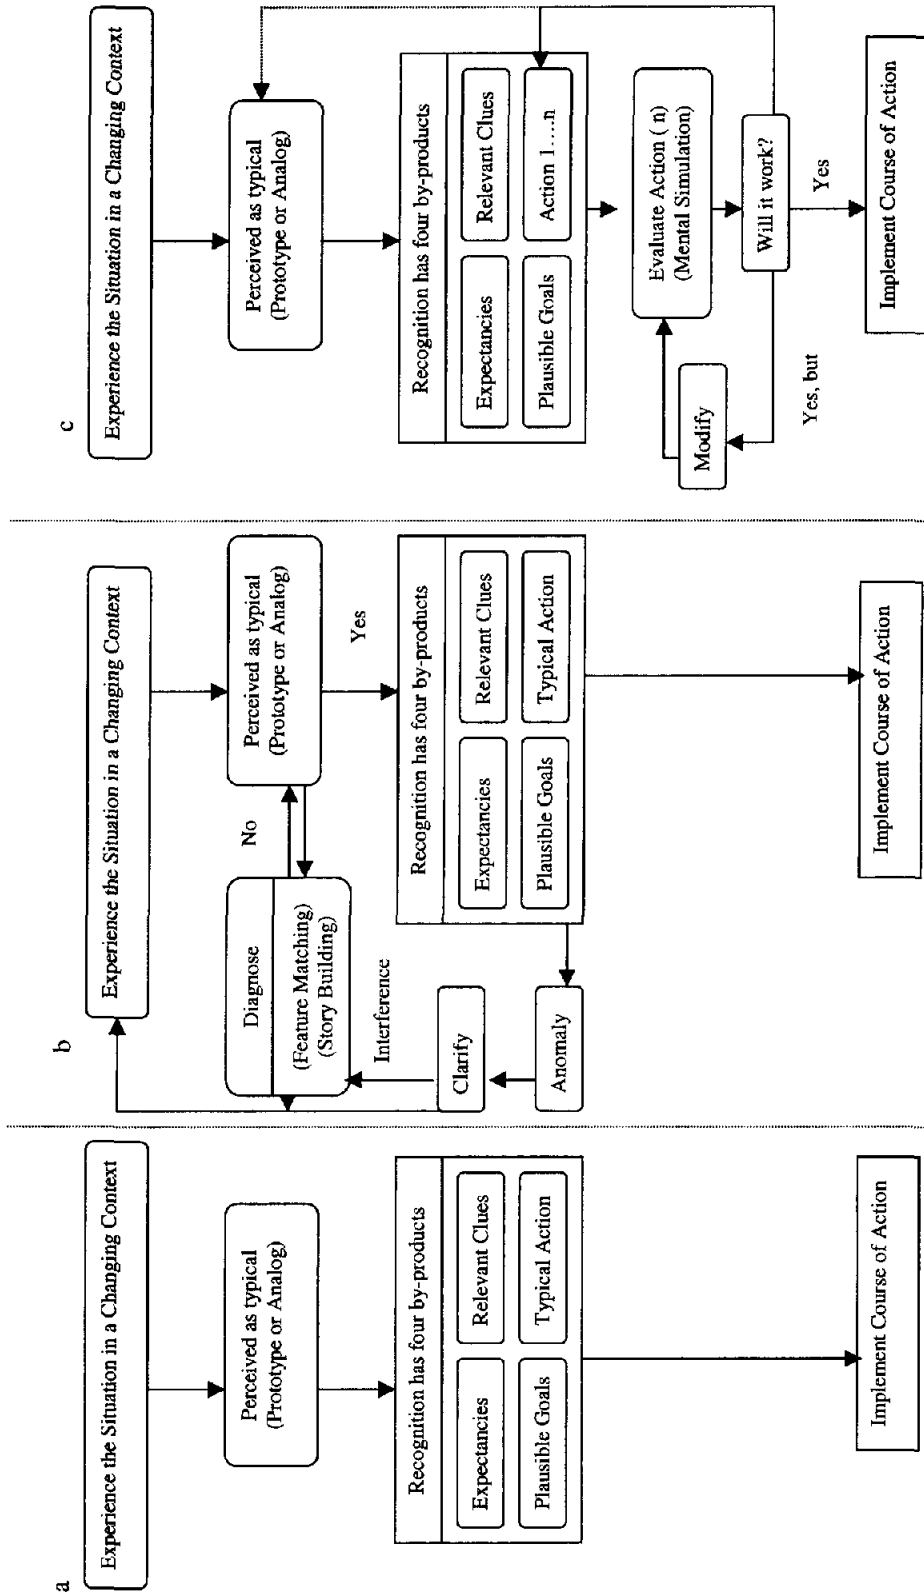 a
Experience the Situation in a Changing Context
Perceived as typical
(Prototype or Analog)
Recognition has four by-products
Expectancies
Relevant Clues
Plausible Goals
Typical Action
Implement Course of Action
b
Experience the Situation in a Changing Context
Diagnose
(Feature Matching)
(Story Building)
No
Perceived as typical
(Prototype or Analog)
Yes
Interference
Clarify
Anomaly
Recognition has four by-products
Expectancies
Relevant Clues
Plausible Goals
Typical Action
Implement Course of Action
c
Experience the Situation in a Changing Context
Perceived as typical
(Prototype or Analog)
Recognition has four by-products
Expectancies
Relevant Clues
Plausible Goals
Action 1…n
Evaluate Action ( n)
(Mental Simulation)
Modify
Will it work?
Yes, but
Yes
Implement Course of Action